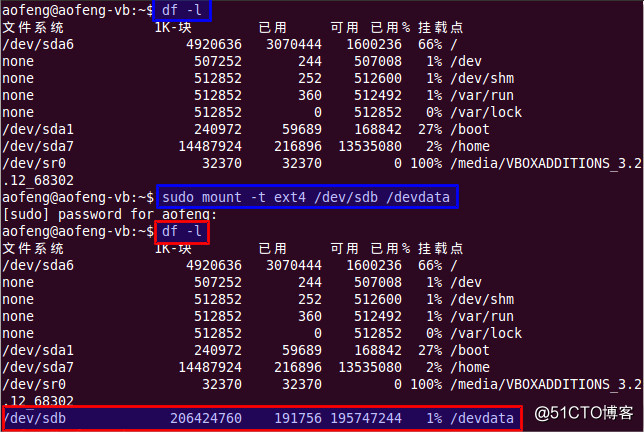 aofeng@aofeng-vb:~$ df -l
文件系统 1K-块 已用 可用 已用% 挂载点
/dev/sda6 4920636 3070444 1600236 66% /
none 507252 244 507008 1% /dev
none 512852 252 512600 1% /dev/shm
none 512852 360 512492 1% /var/run
none 512852 0 512852 0% /var/lock
/dev/sda1 240972 59689 168842 27% /boot
/dev/sda7 14487924 216896 13535080 2% /home
/dev/sr0 32370 32370 0 100% /media/VBOXADDITIONS_3.2
.12_68302
aofeng@aofeng-vb:~$ sudo mount -t ext4 /dev/sdb /devdata
[sudo] password for aofeng:
aofeng@aofeng-vb:~$ df -l
文件系统 1K-块 已用 可用 已用% 挂载点
/dev/sda6 4920636 3070444 1600236 66% /
none 507252 244 507008 1% /dev
none 512852 252 512600 1% /dev/shm
none 512852 360 512492 1% /var/run
none 512852 0 512852 0% /var/lock
/dev/sda1 240972 59689 168842 27% /boot
/dev/sda7 14487924 216896 13535080 2% /home
/dev/sr0 32370 32370 0 100% /media/VBOXADDITIONS_3.2
.12_68302
/dev/sdb 206424760 191756 195747244 1% /devdata
@51CTO博客